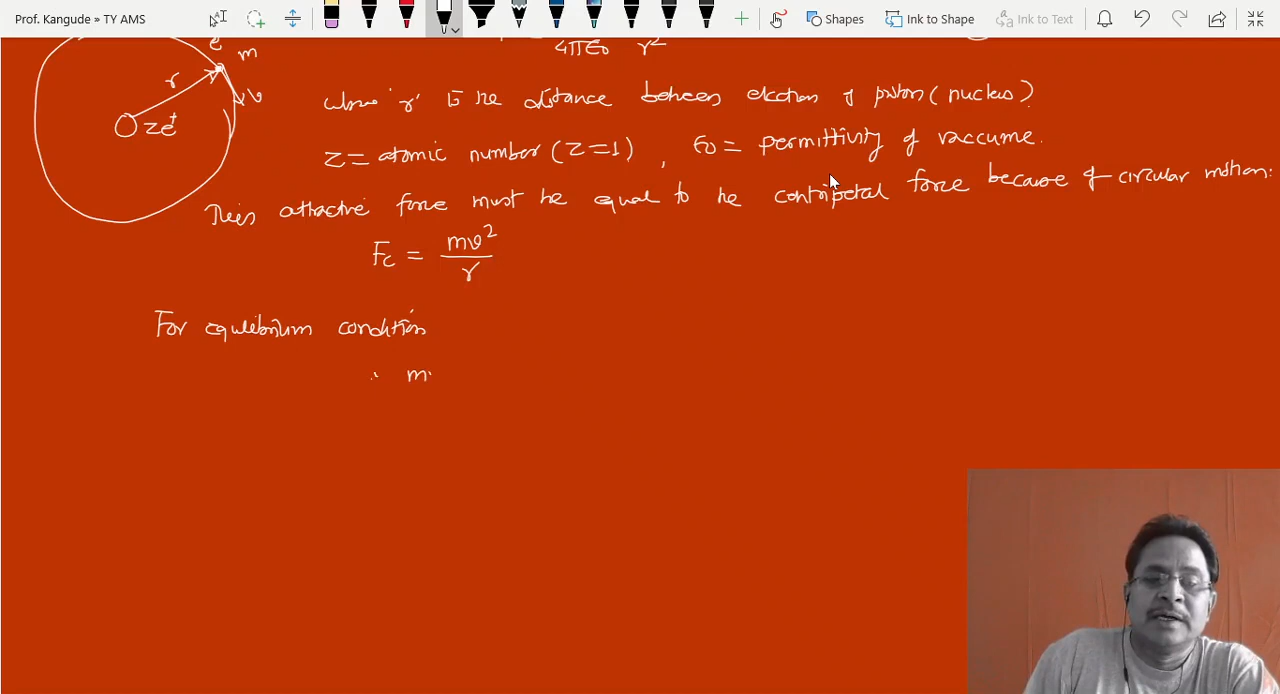 Prof. Kangude » TY AMS
Shapes
Ink to Shape
Ink to Text
e
m
r
v
Ze+
4πε0 r2
where 'r' is the distance between electron & proton (nucleus)
Z = atomic number (Z=1), ε0 = permittivity of vaccume.
This attractive force must be equal to the centripetal force because of circular motion.
Fc = mv²/r
For equilibrium condition
∴ m